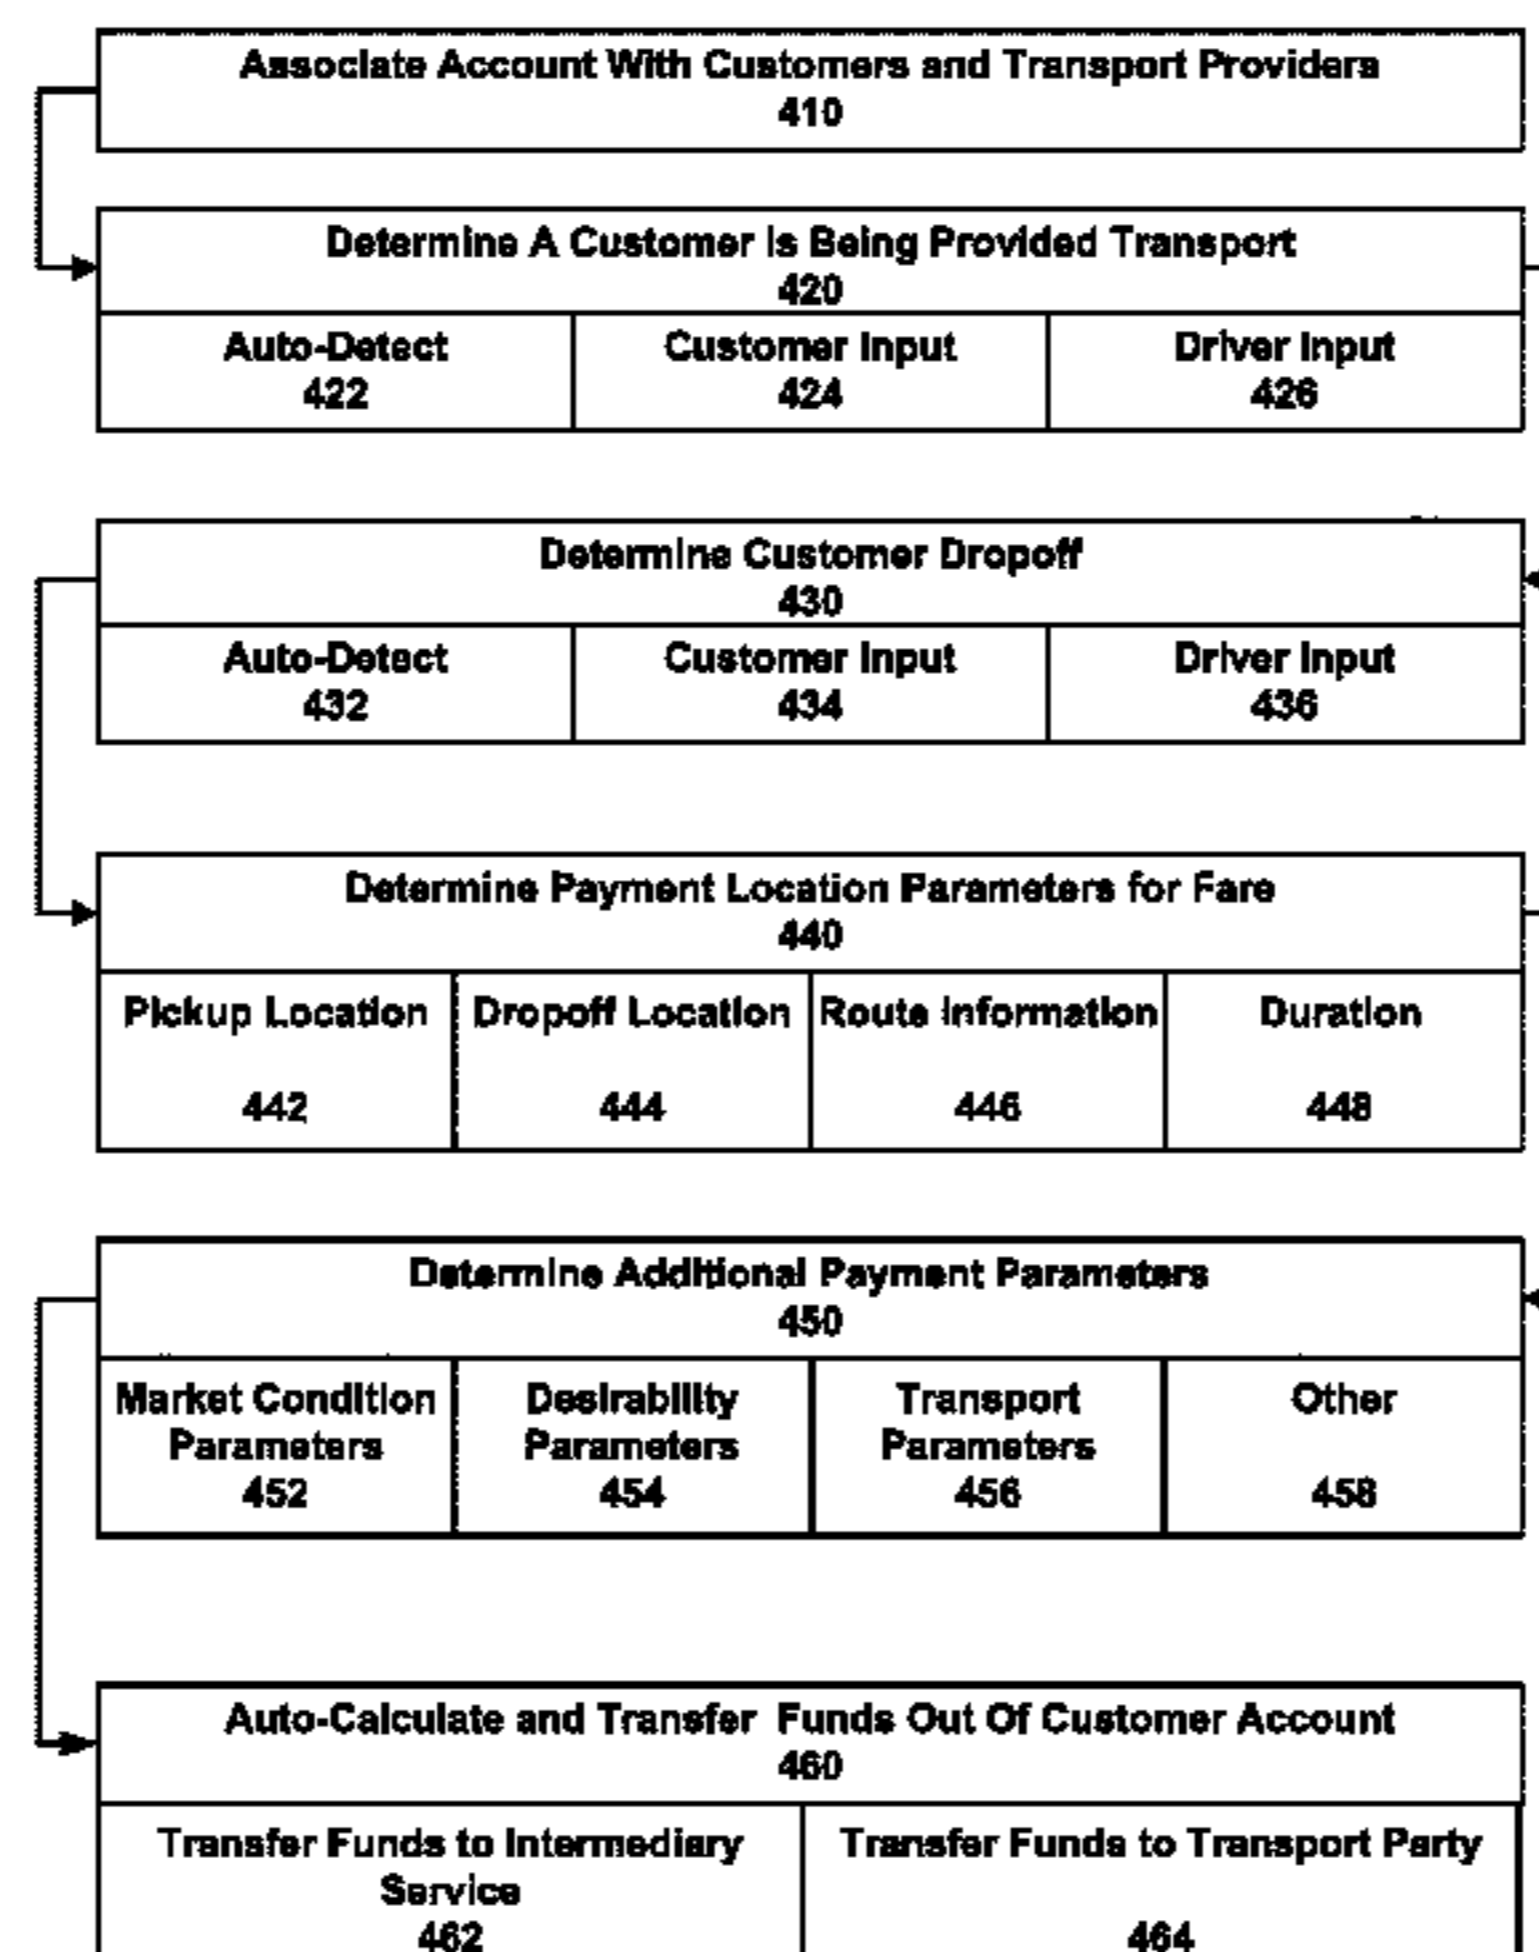 Associate Account With Customers and Transport Providers
410
Determine A Customer Is Being Provided Transport
420
Auto-Detect
422
Customer Input
424
Driver Input
426
Determine Customer Dropoff
430
Auto-Detect
432
Customer Input
434
Driver Input
436
Determine Payment Location Parameters for Fare
440
Pickup Location
442
Dropoff Location
444
Route Information
446
Duration
448
Determine Additional Payment Parameters
450
Market Condition
Parameters
452
Desirability
Parameters
454
Transport
Parameters
456
Other
458
Auto-Calculate and Transfer Funds Out Of Customer Account
460
Transfer Funds to Intermediary
Service
462
Transfer Funds to Transport Party
464